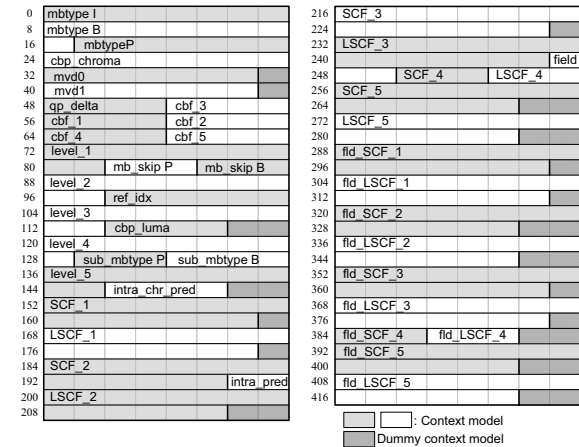 0 mbtype I
8 mbtype B
16 mbtypeP
24 cbp_chroma
32 mvd0
40 mvd1
48 qp_delta cbf_3
56 cbf_1 cbf_2
64 cbf_4 cbf_5
72 level_1
80 mb_skip P mb_skip B
88 level_2
96 ref_idx
104 level_3
112 cbp_luma
120 level_4
128 sub_mbtype P sub_mbtype B
136 level_5
144 intra_chr_pred
152 SCF_1
160
168 LSCF_1
176
184 SCF_2
192 intra_pred
200 LSCF_2
208
216 SCF_3
224
232 LSCF_3
240 field
248 SCF_4 LSCF_4
256 SCF_5
264
272 LSCF_5
280
288 fld_SCF_1
296
304 fld_LSCF_1
312
320 fld_SCF_2
328
336 fld_LSCF_2
344
352 fld_SCF_3
360
368 fld_LSCF_3
376
384 fld_SCF_4 fld_LSCF_4
392 fld_SCF_5
400
408 fld_LSCF_5
416
: Context model
Dummy context model